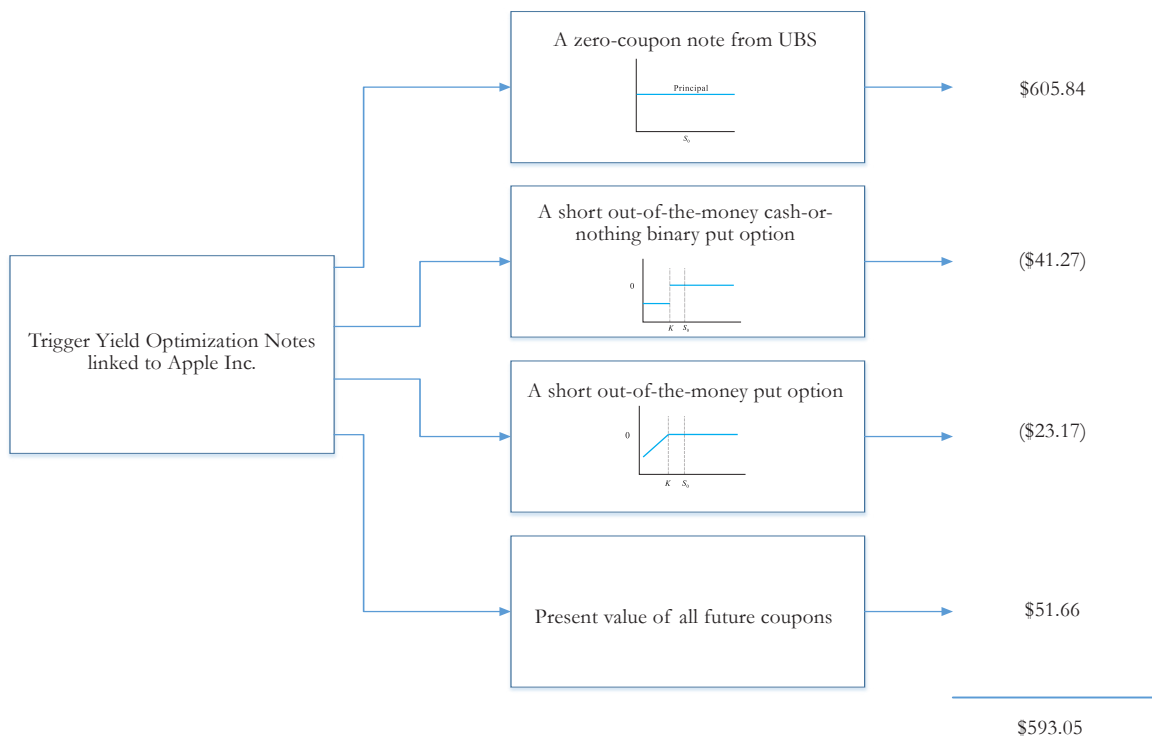 A zero-coupon note from UBS
Principal
S₀
$605.84
A short out-of-the-money cash-or-
nothing binary put option
0
K
S₀
($41.27)
Trigger Yield Optimization Notes
linked to Apple Inc.
A short out-of-the-money put option
0
K
S₀
($23.17)
Present value of all future coupons
$51.66
$593.05